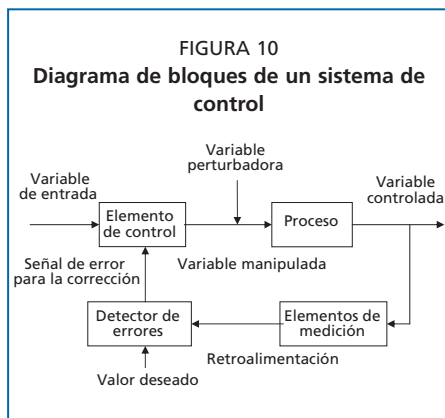 FIGURA 10
Diagrama de bloques de un sistema de
control
Variable
perturbadora
Variable
de entrada
Variable
controlada
Elemento
de control
Proceso
Señal de error
para la corrección
Variable manipulada
Detector de
errores
Elementos de
medición
Retroalimentación
Valor deseado